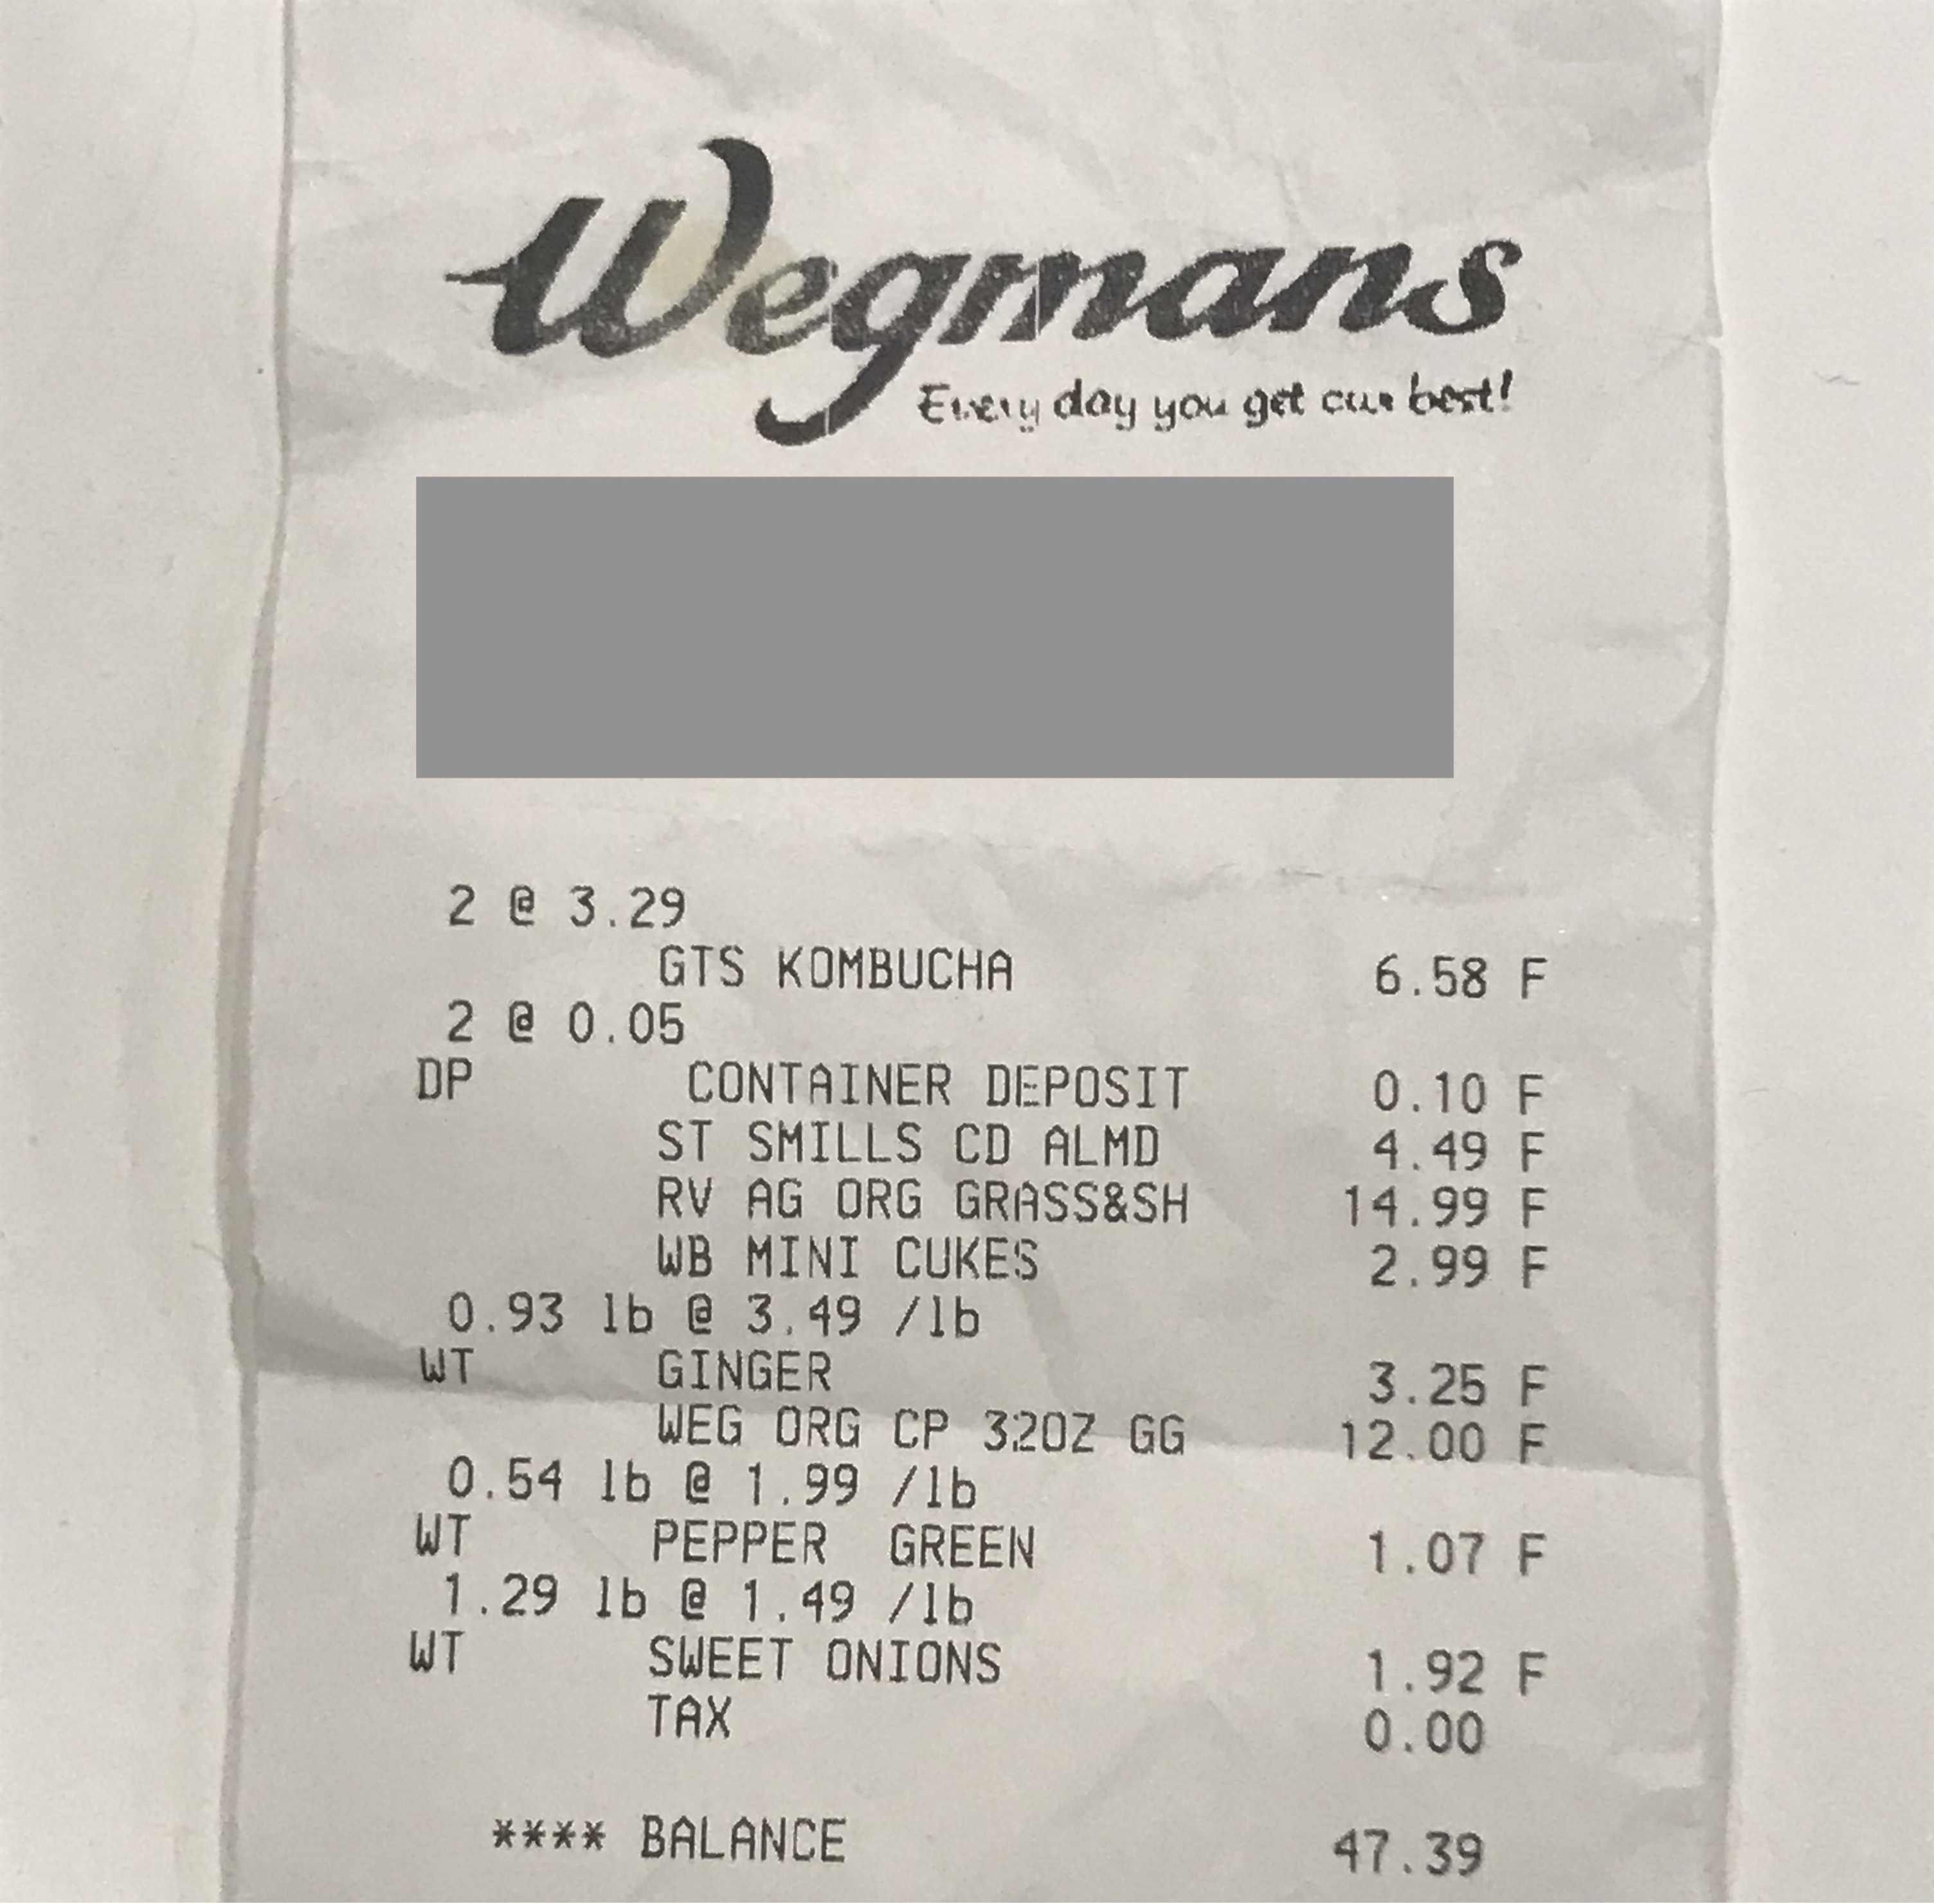 Wegmans
Every day you get our best!
2 @ 3.29
GTS KOMBUCHA 6.58 F
2 @ 0.05
DP CONTAINER DEPOSIT 0.10 F
ST SMILLS CD ALMD 4.49 F
RV AG ORG GRASS&SH 14.99 F
WB MINI CUKES 2.99 F
0.93 lb @ 3.49 /lb
WT GINGER 3.25 F
WEG ORG CP 32OZ GG 12.00 F
0.54 lb @ 1.99 /lb
WT PEPPER GREEN 1.07 F
1.29 lb @ 1.49 /lb
WT SWEET ONIONS 1.92 F
TAX 0.00
**** BALANCE 47.39